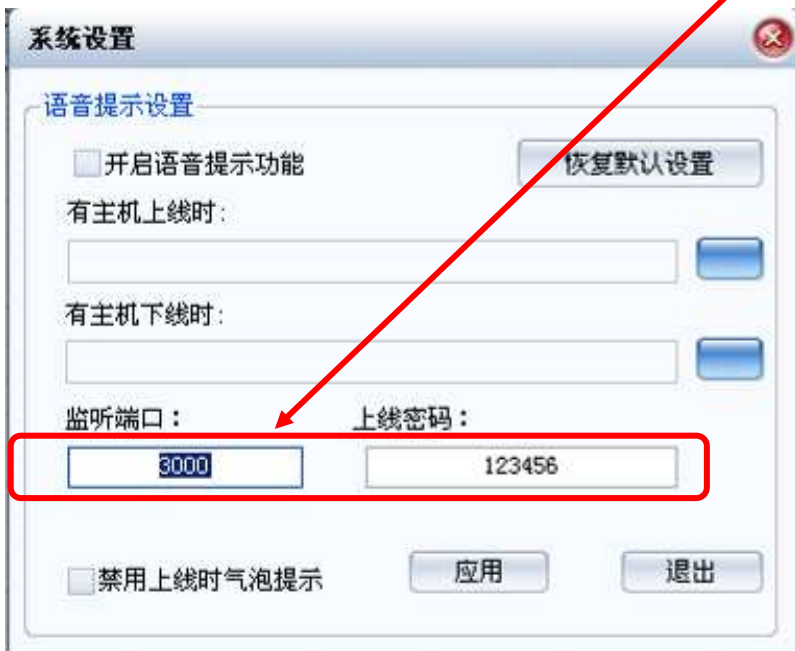 系统设置
语音提示设置
开启语音提示功能
恢复默认设置
有主机上线时:
有主机下线时:
监听端口：
上线密码：
3000
123456
禁用上线时气泡提示
应用
退出